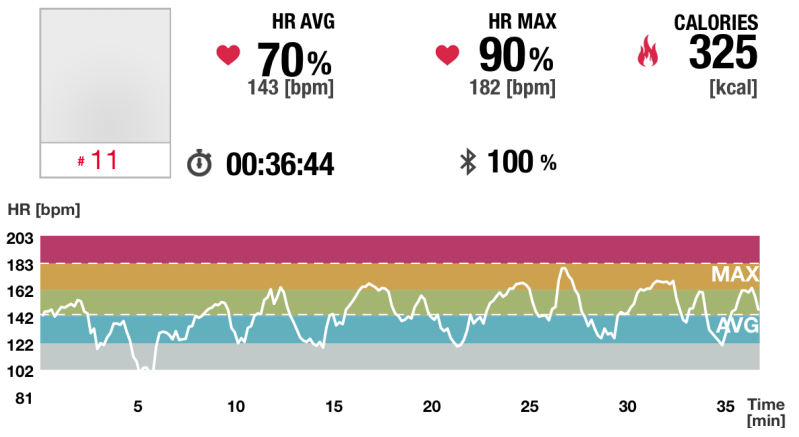 HR AVG
70%
143 [bpm]
HR MAX
90%
182 [bpm]
CALORIES
325
[kcal]
# 11
00:36:44
100 %
HR [bpm]
203
183
162
142
122
102
81
MAX
AVG
5 10 15 20 25 30 35
Time
[min]